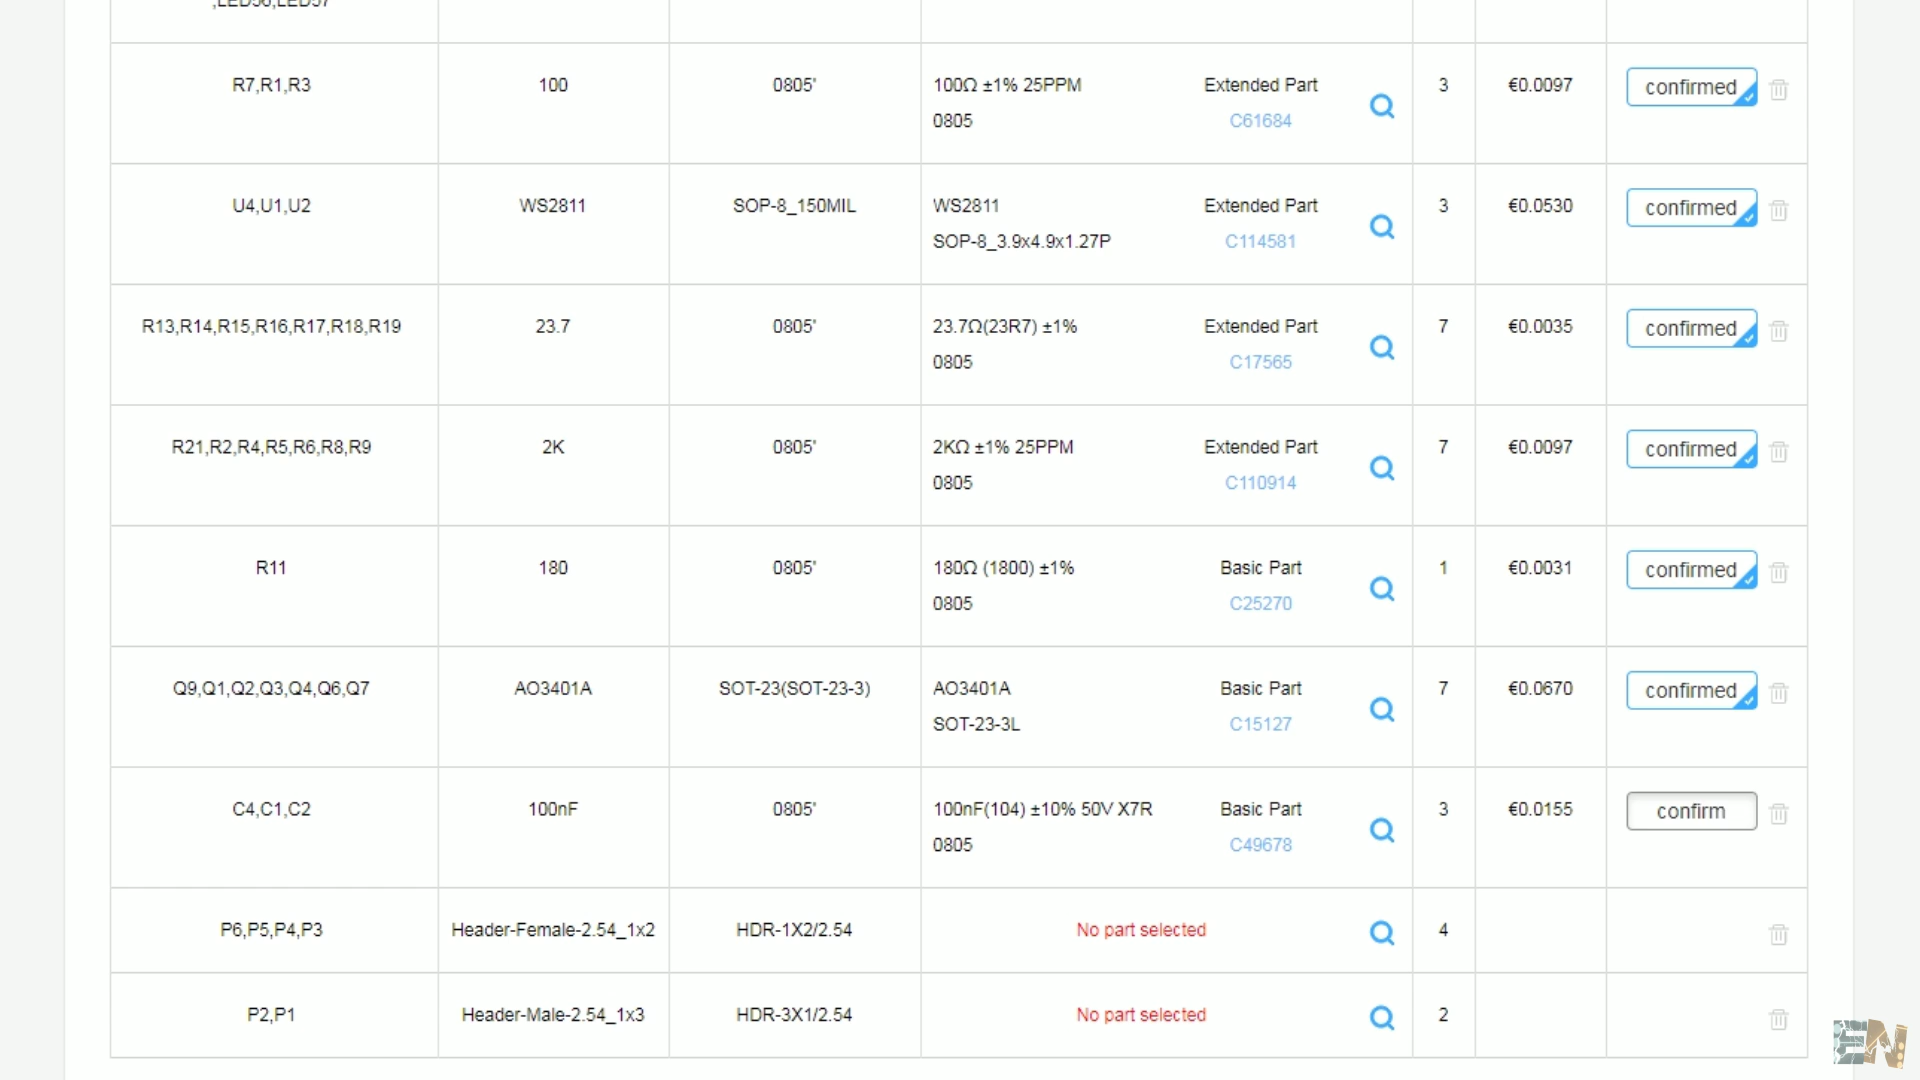 ,LED56,LED57
R7,R1,R3 100 0805' 100Ω ±1% 25PPM Extended Part 3 €0.0097 confirmed
0805 C61684
U4,U1,U2 WS2811 SOP-8_150MIL WS2811 Extended Part 3 €0.0530 confirmed
SOP-8_3.9x4.9x1.27P C114581
R13,R14,R15,R16,R17,R18,R19 23.7 0805' 23.7Ω(23R7) ±1% Extended Part 7 €0.0035 confirmed
0805 C17565
R21,R2,R4,R5,R6,R8,R9 2K 0805' 2KΩ ±1% 25PPM Extended Part 7 €0.0097 confirmed
0805 C110914
R11 180 0805' 180Ω (1800) ±1% Basic Part 1 €0.0031 confirmed
0805 C25270
Q9,Q1,Q2,Q3,Q4,Q6,Q7 AO3401A SOT-23(SOT-23-3) AO3401A Basic Part 7 €0.0670 confirmed
SOT-23-3L C15127
C4,C1,C2 100nF 0805' 100nF(104) ±10% 50V X7R Basic Part 3 €0.0155 confirm
0805 C49678
P6,P5,P4,P3 Header-Female-2.54_1x2 HDR-1X2/2.54 No part selected 4
P2,P1 Header-Male-2.54_1x3 HDR-3X1/2.54 No part selected 2
EN